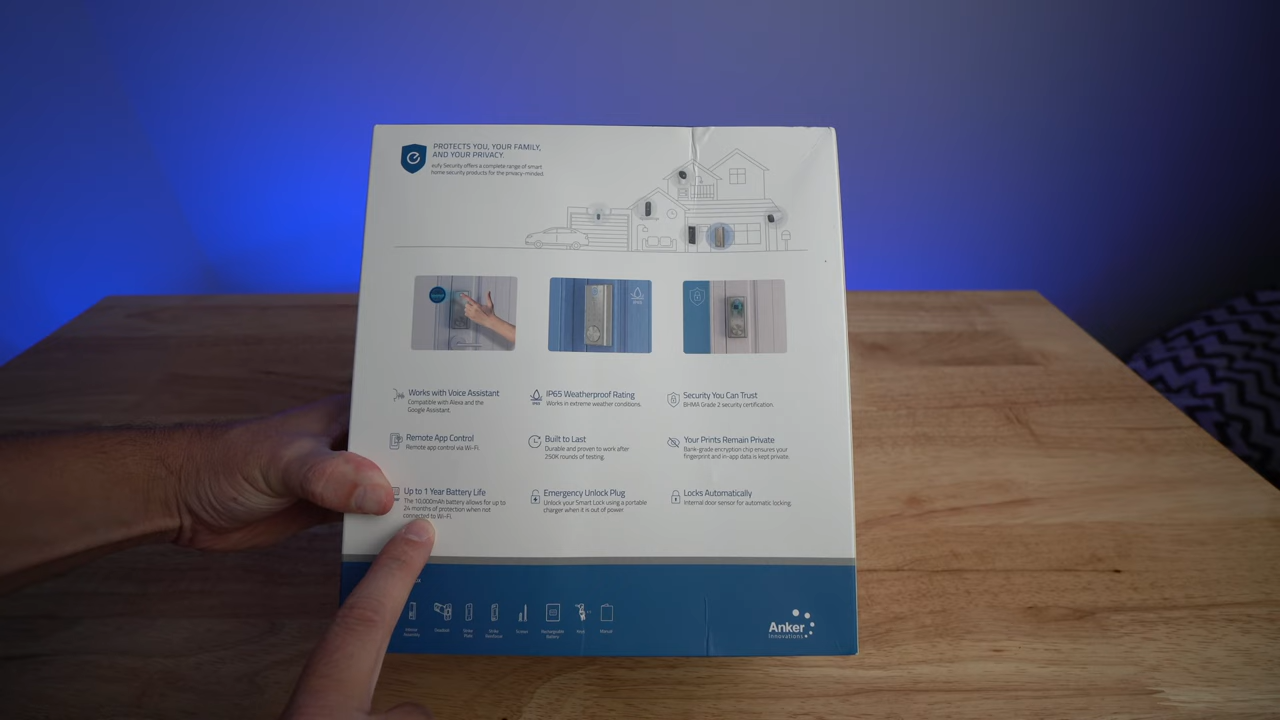 PROTECTS YOU, YOUR FAMILY,
AND YOUR PRIVACY.
eufy Security offers a complete range of smart
home security products for the privacy-minded.
Works with Voice Assistant
Compatible with Alexa and the
Google Assistant.
IP65 Weatherproof Rating
Works in extreme weather conditions.
Security You Can Trust
BHMA Grade 2 security certification.
Remote App Control
Remote app control via Wi-Fi.
Built to Last
Durable and proven to work after
250K rounds of testing.
Your Prints Remain Private
Bank-grade encryption chip ensures your
fingerprint and in-app data is kept private.
Up to 1 Year Battery Life
The 10,000mAh battery allows for up to
24 months of protection when not
connected to Wi-Fi.
Emergency Unlock Plug
Unlock your Smart Lock using a portable
charger when it is out of power.
Locks Automatically
Internal door sensor for automatic locking.
Anker
Innovations